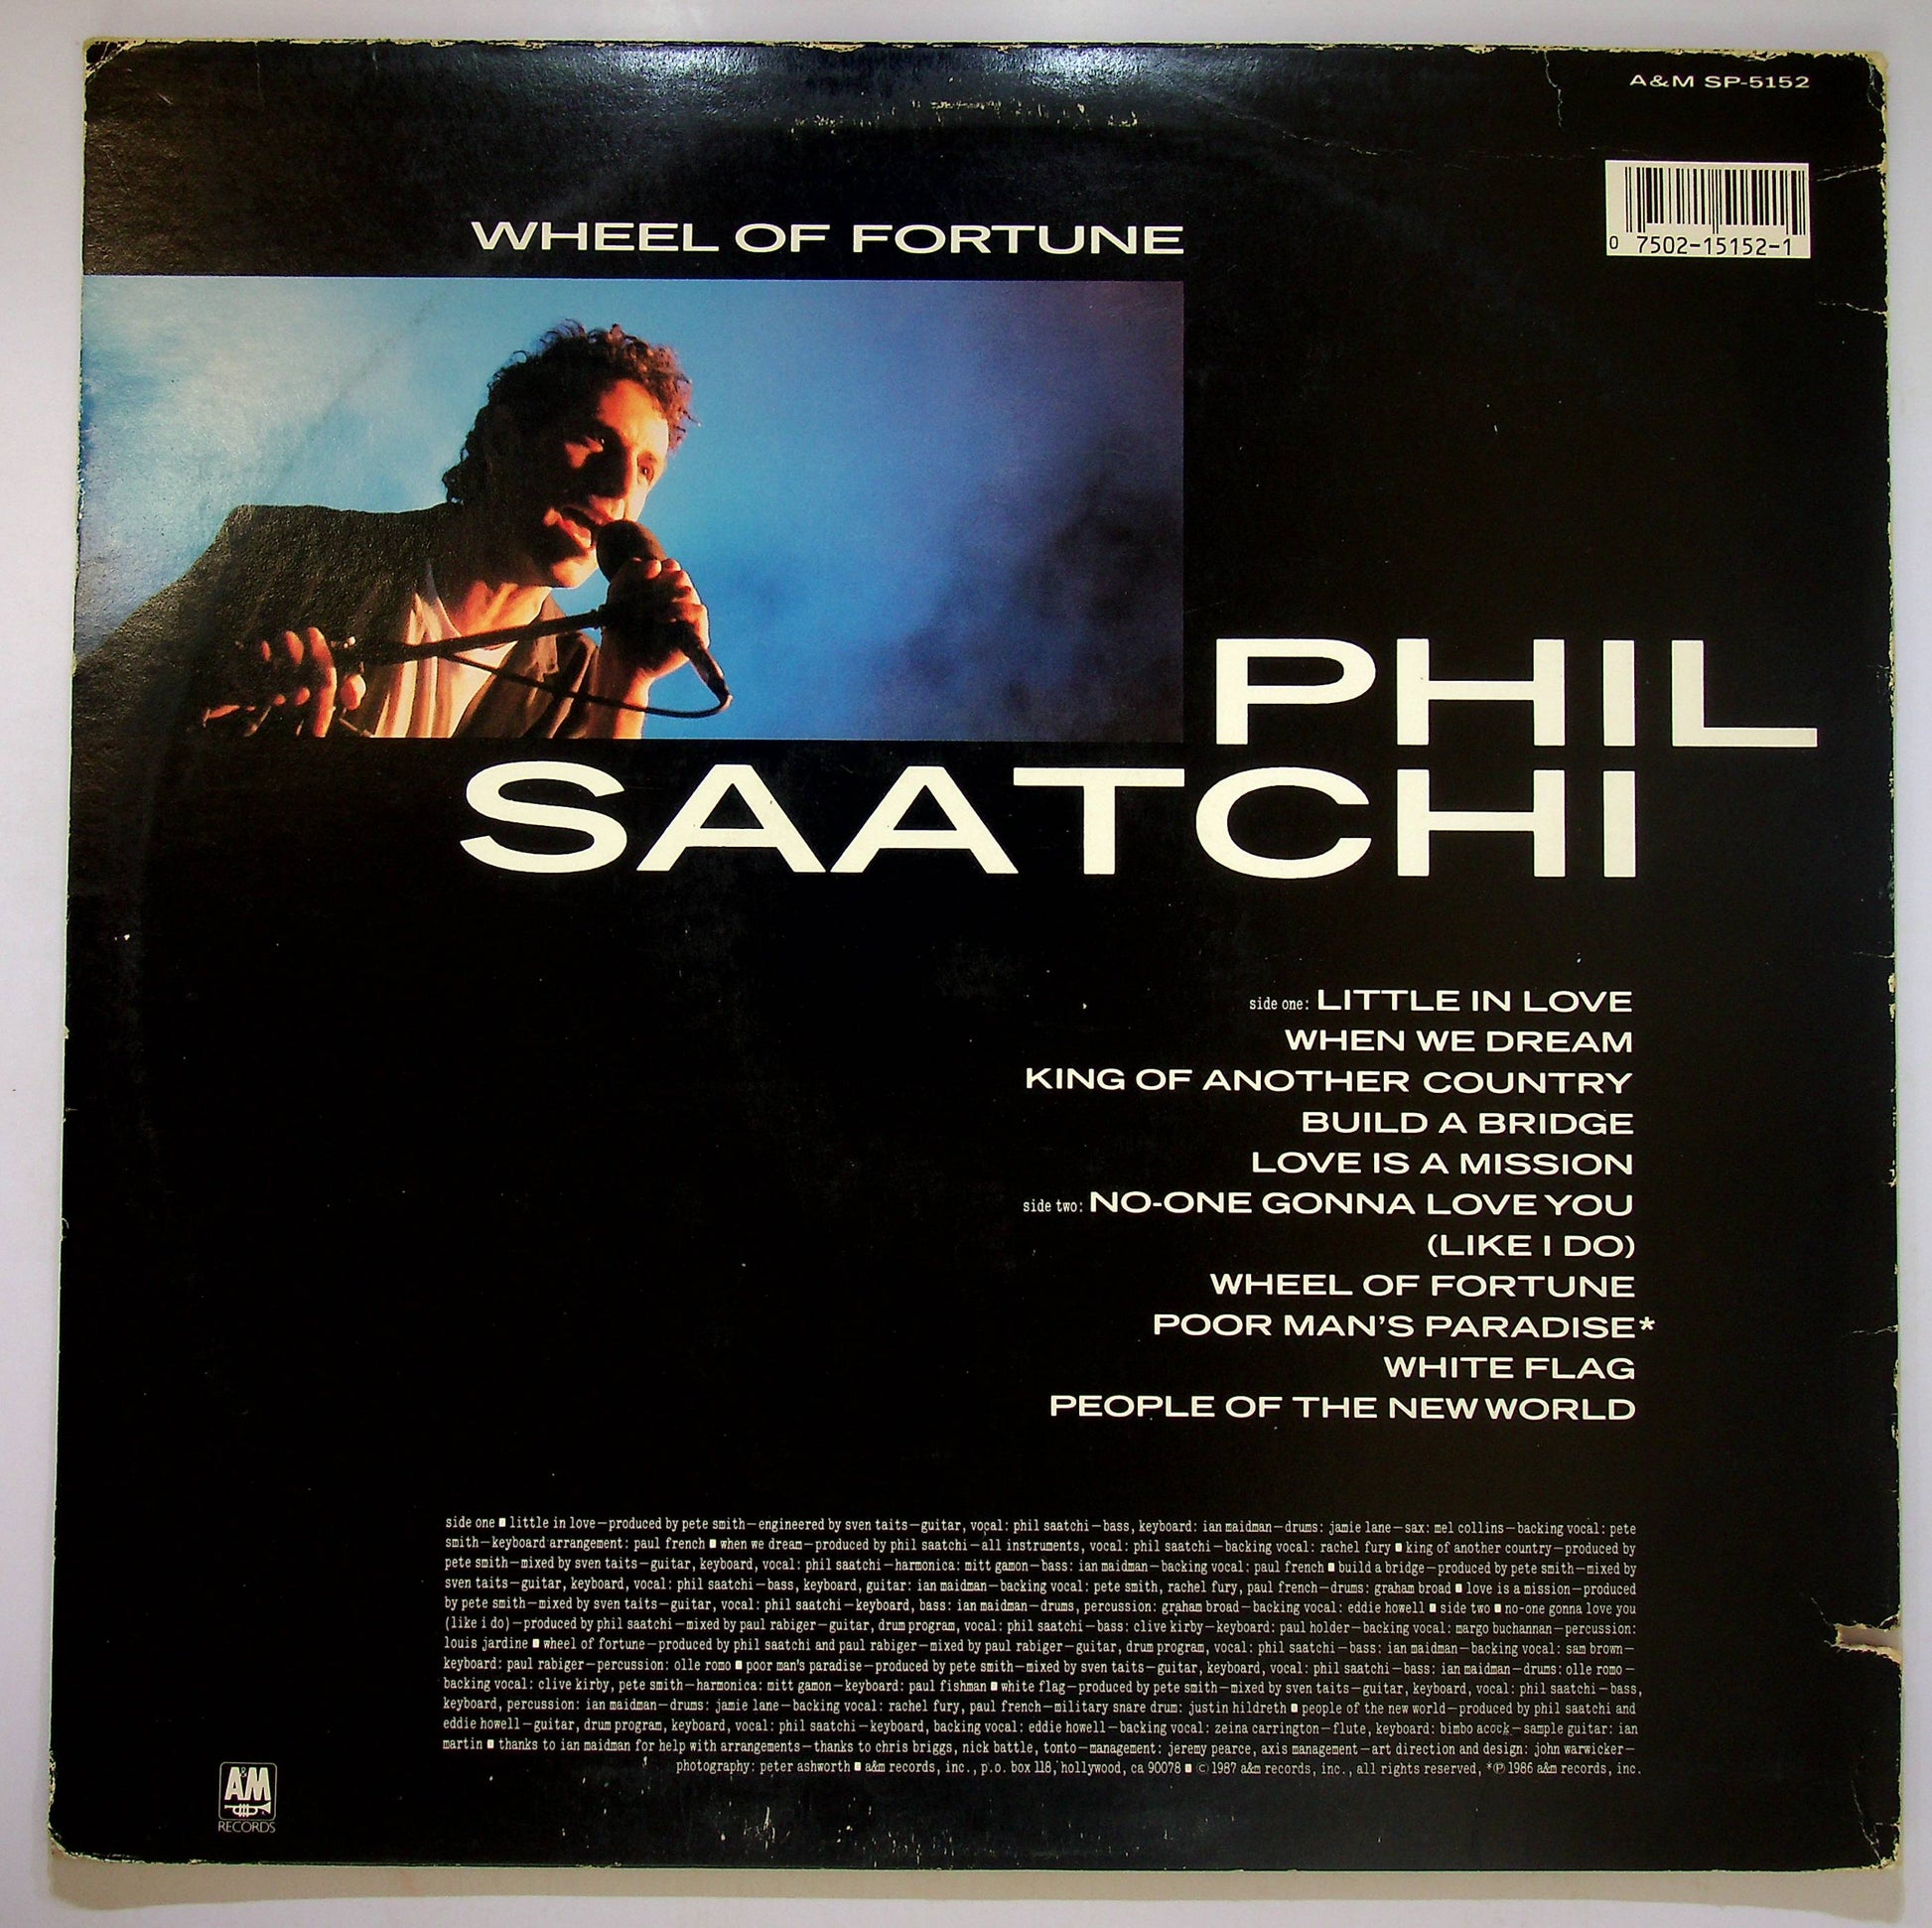 A&M SP-5152
0 7502-15152-1
WHEEL OF FORTUNE
PHIL
SAATCHI
side one: LITTLE IN LOVE
WHEN WE DREAM
KING OF ANOTHER COUNTRY
BUILD A BRIDGE
LOVE IS A MISSION
side two: NO-ONE GONNA LOVE YOU
(LIKE I DO)
WHEEL OF FORTUNE
POOR MAN'S PARADISE*
WHITE FLAG
PEOPLE OF THE NEW WORLD
side one ■ little in love—produced by pete smith—engineered by sven taits—guitar, vocal: phil saatchi—bass, keyboard: ian maidman—drums: jamie lane—sax: mel collins—backing vocal: pete
smith—keyboard arrangement: paul french ■ when we dream—produced by phil saatchi—all instruments, vocal: phil saatchi—backing vocal: rachel fury ■ king of another country—produced by
pete smith—mixed by sven taits—guitar, keyboard, vocal: phil saatchi—harmonica: mitt gamon—bass: ian maidman—backing vocal: paul french ■ build a bridge—produced by pete smith—mixed by
sven taits—guitar, keyboard, vocal: phil saatchi—bass, keyboard, guitar: ian maidman—backing vocal: pete smith, rachel fury, paul french—drums: graham broad ■ love is a mission—produced
by pete smith—mixed by sven taits—guitar, vocal: phil saatchi—keyboard, bass: ian maidman—drums, percussion: graham broad—backing vocal: eddie howell ■ side two ■ no-one gonna love you
(like i do)—produced by phil saatchi—mixed by paul rabiger—guitar, drum program, vocal: phil saatchi—bass: clive kirby—keyboard: paul holder—backing vocal: margo buchannan—percussion:
louis jardine ■ wheel of fortune—produced by phil saatchi and paul rabiger—mixed by paul rabiger—guitar, drum program, vocal: phil saatchi—bass: ian maidman—backing vocal: sam brown—
keyboard: paul rabiger—percussion: olle romo ■ poor man's paradise—produced by pete smith—mixed by sven taits—guitar, keyboard, vocal: phil saatchi—bass: ian maidman—drums: olle romo—
backing vocal: clive kirby, pete smith—harmonica: mitt gamon—keyboard: paul fishman ■ white flag—produced by pete smith—mixed by sven taits—guitar, keyboard, vocal: phil saatchi—bass,
keyboard, percussion: ian maidman—drums: jamie lane—backing vocal: rachel fury, paul french—military snare drum: justin hildreth ■ people of the new world—produced by phil saatchi and
eddie howell—guitar, drum program, keyboard, vocal: phil saatchi—keyboard, backing vocal: eddie howell—backing vocal: zeina carrington—flute, keyboard: bimbo acock—sample guitar: ian
martin ■ thanks to ian maidman for help with arrangements—thanks to chris briggs, nick battle, tonto—management: jeremy pearce, axis management—art direction and design: john warwicker—
photography: peter ashworth ■ a&m records, inc., p.o. box 118, hollywood, ca 90078 ■ ©1987 a&m records, inc., all rights reserved, *℗ 1986 a&m records, inc.
A&M
RECORDS